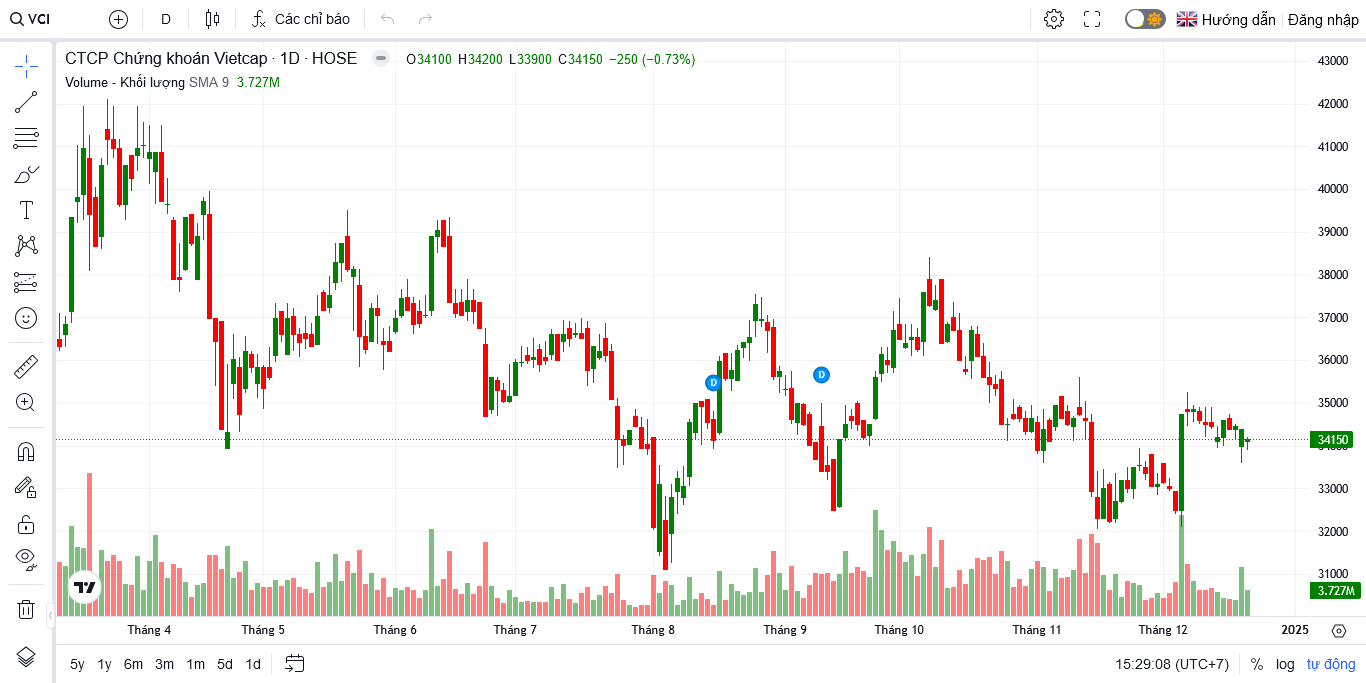 VCI D Các chỉ báo Hướng dẫn Đăng nhập
CTCP Chứng khoán Vietcap · 1D · HOSE O34100 H34200 L33900 C34150 −250 (−0.73%)
Volume - Khối lượng SMA 9 3.727M
43000
42000
41000
40000
39000
38000
37000
36000
35000
34150
33000
32000
31000
3.727M
D
D
Tháng 4 Tháng 5 Tháng 6 Tháng 7 Tháng 8 Tháng 9 Tháng 10 Tháng 11 Tháng 12 2025
5y 1y 6m 3m 1m 5d 1d 15:29:08 (UTC+7) % log tự động